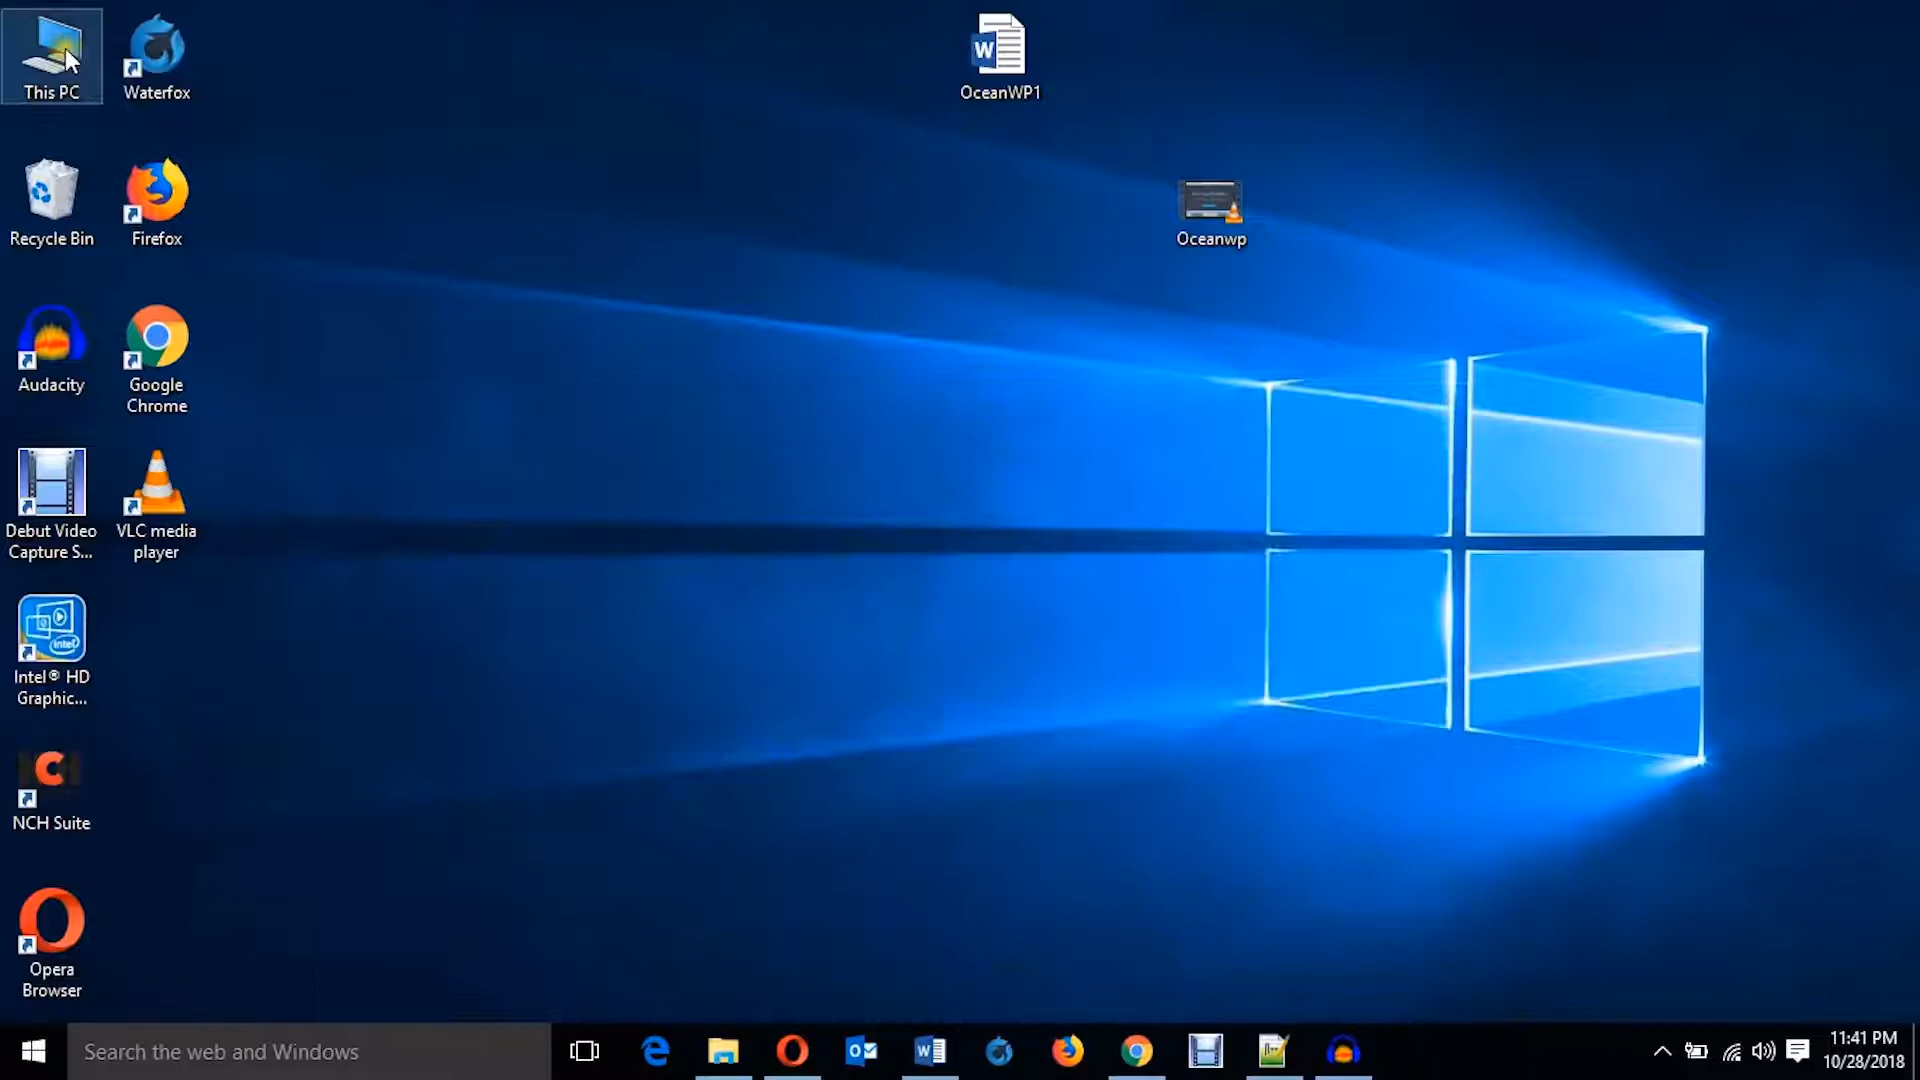 This PC
Waterfox
OceanWP1
Recycle Bin
Firefox
Oceanwp
Audacity
Google
Chrome
Debut Video
Capture S...
VLC media
player
Intel® HD
Graphic...
NCH Suite
Opera
Browser
Search the web and Windows
11:41 PM
10/28/2018